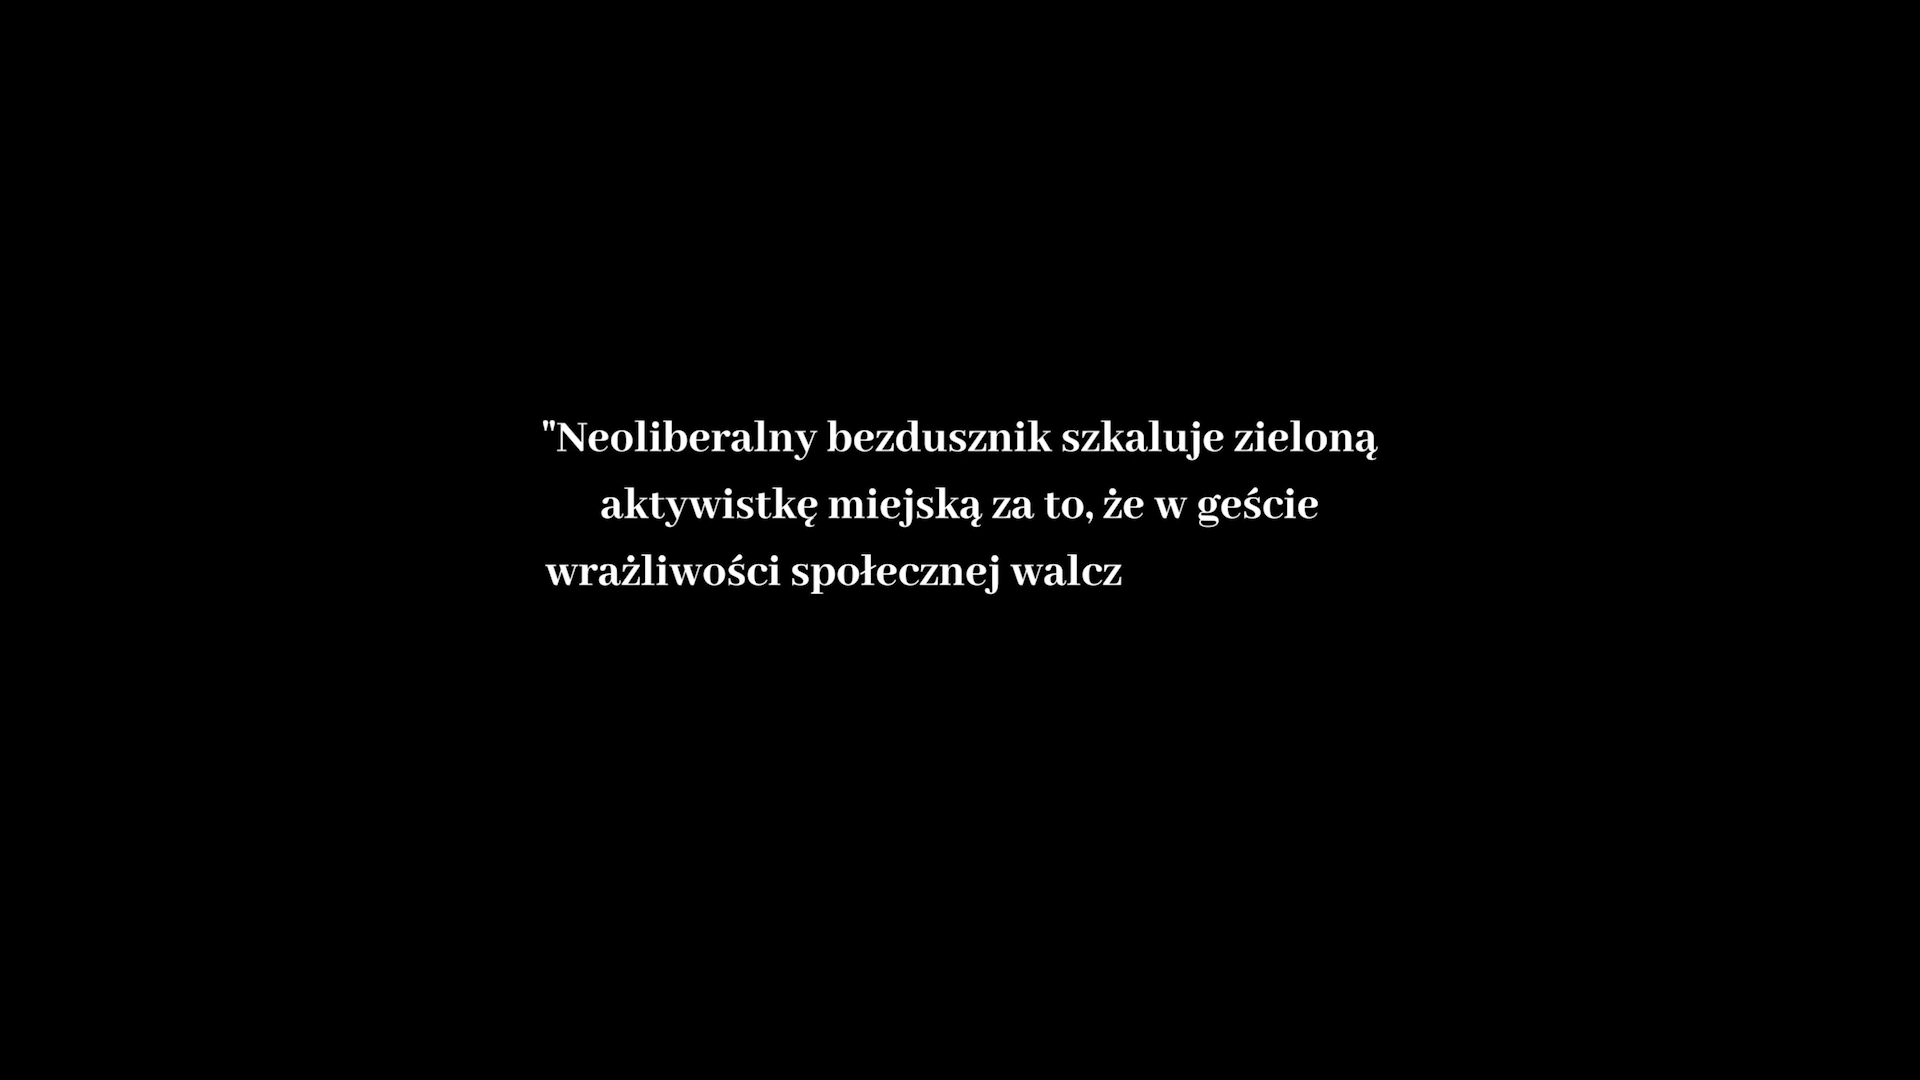 "Neoliberalny bezdusznik szkaluje zieloną
aktywistkę miejską za to, że w geście
wrażliwości społecznej walcz